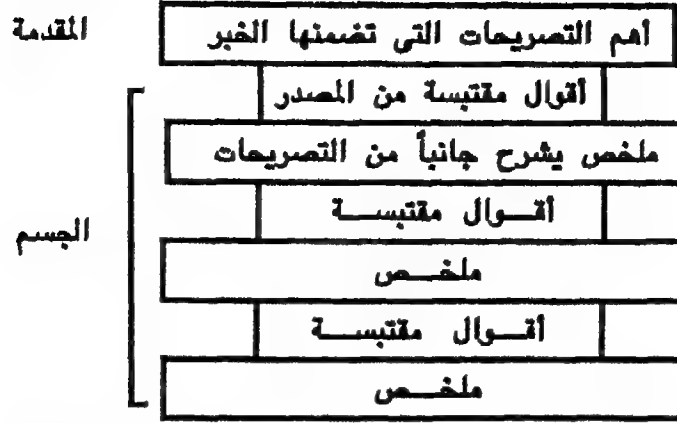 المقدمة
أهم التصريحات التى تضمنها الخبر
أقوال مقتبسة من المصدر
ملخص يشرح جانباً من التصريحات
الجسم
أقــوال مقتبســة
ملخــص
أقــوال مقتبســة
ملخــص